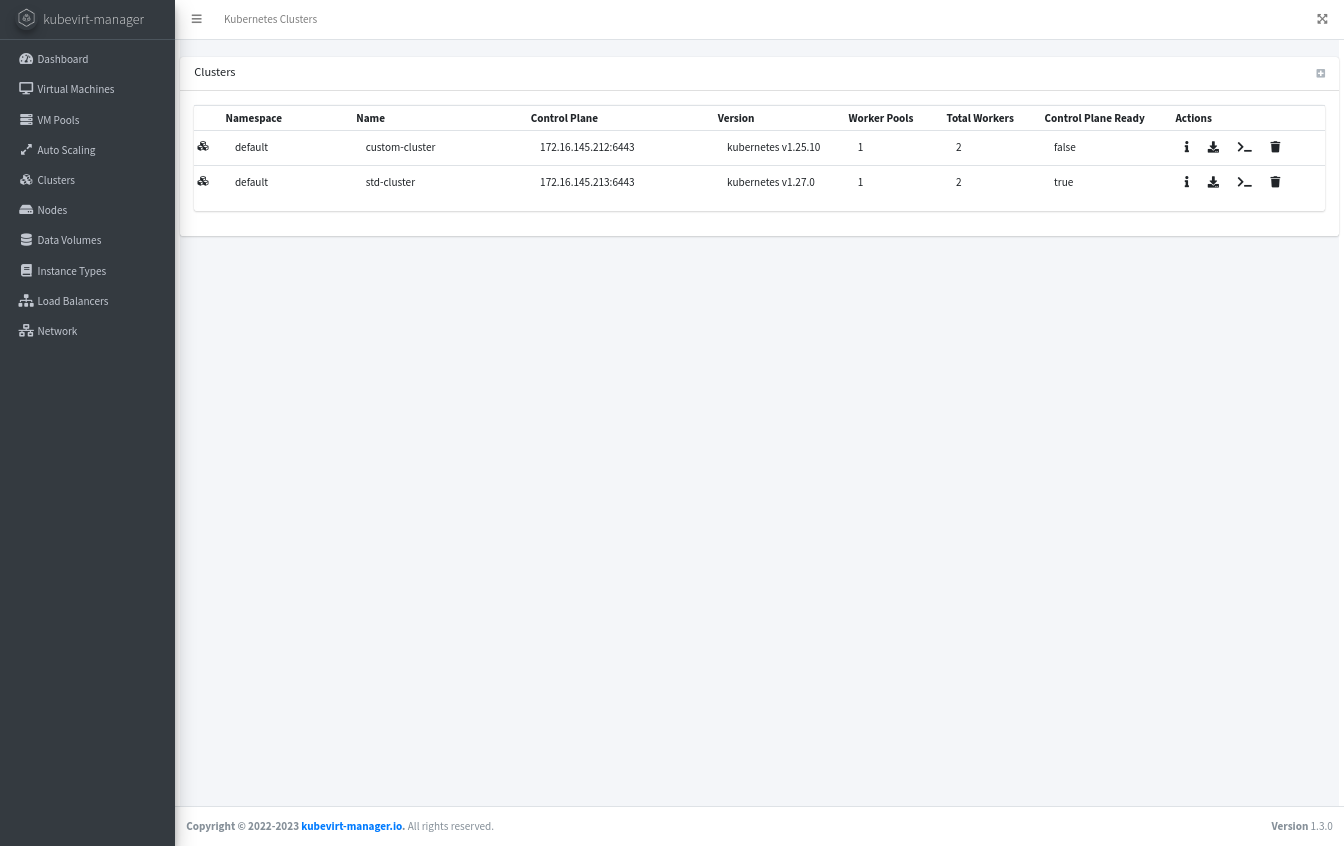 kubevirt-manager
Kubernetes Clusters
Dashboard
Virtual Machines
VM Pools
Auto Scaling
Clusters
Nodes
Data Volumes
Instance Types
Load Balancers
Network
Clusters
Namespace Name Control Plane Version Worker Pools Total Workers Control Plane Ready Actions
default custom-cluster 172.16.145.212:6443 kubernetes v1.25.10 1 2 false
default std-cluster 172.16.145.213:6443 kubernetes v1.27.0 1 2 true
Copyright © 2022-2023 kubevirt-manager.io. All rights reserved. Version 1.3.0